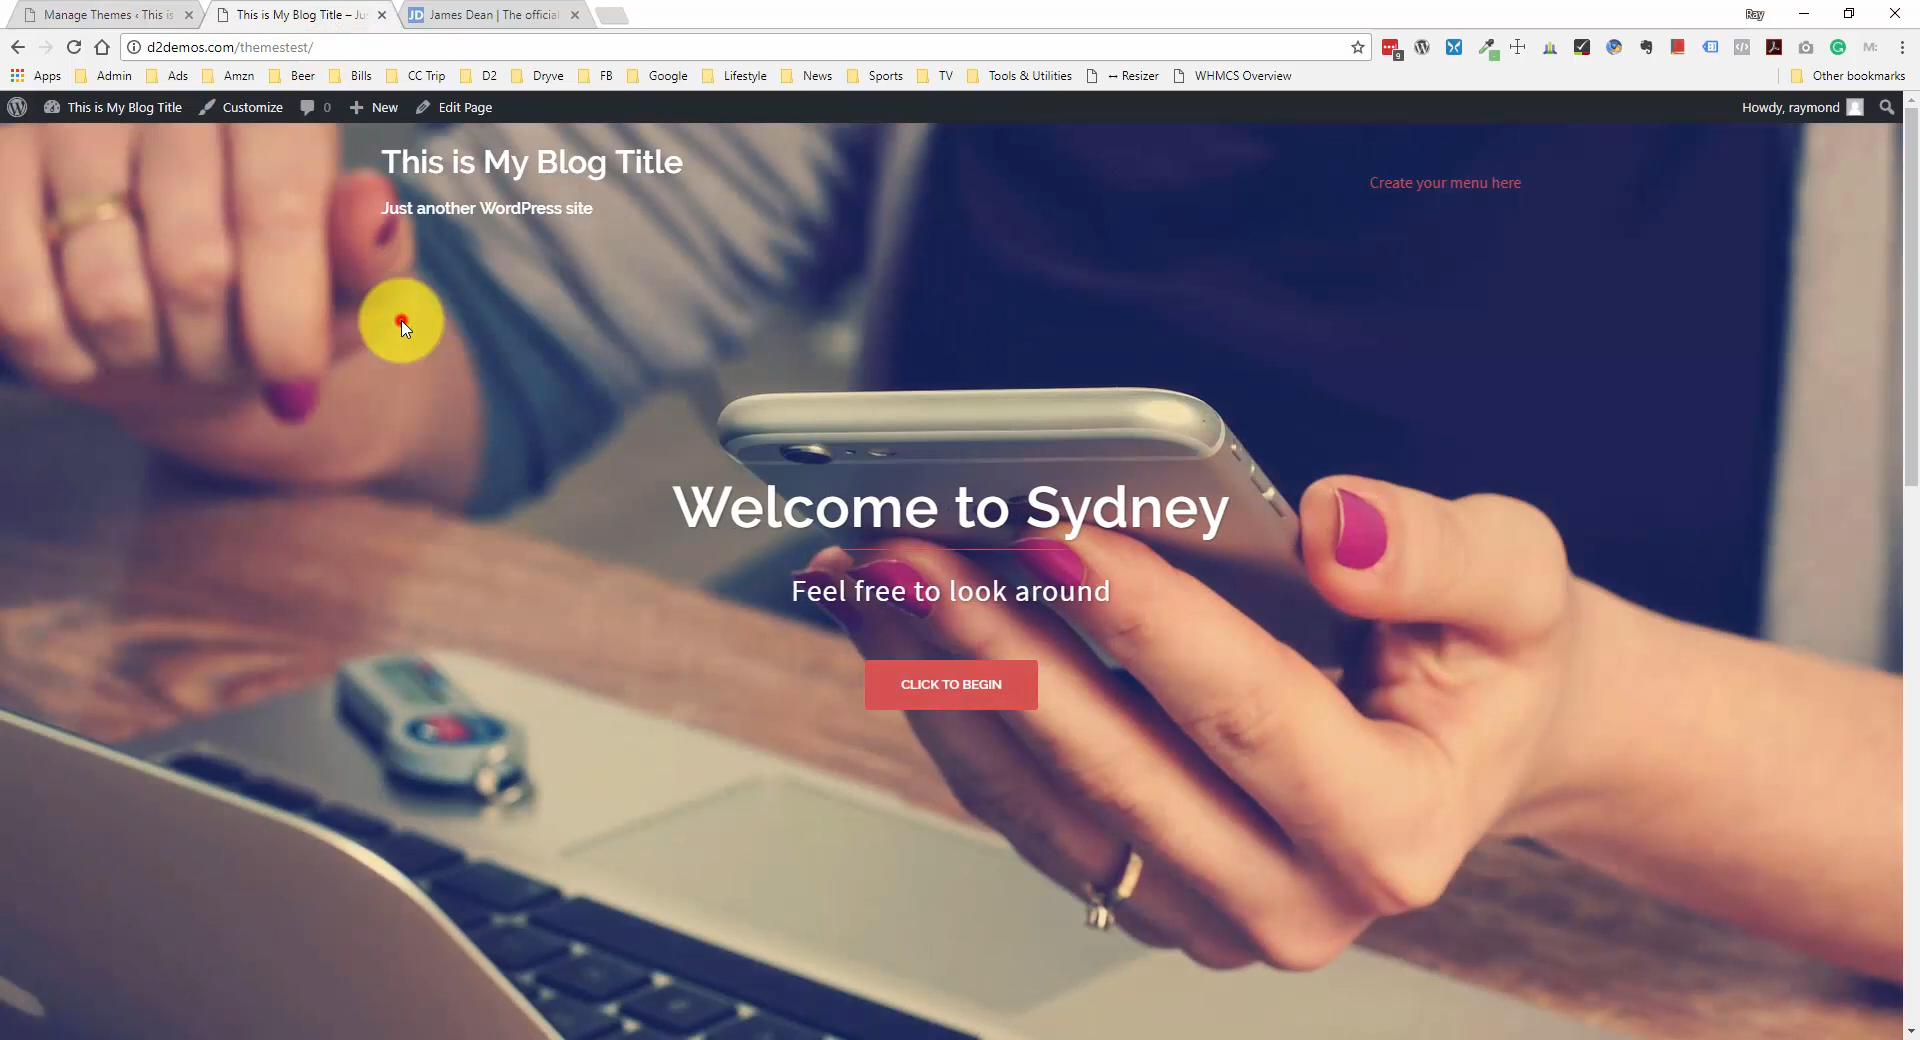 Manage Themes ‹ This is
This is My Blog Title – Jus
JD James Dean | The official
Ray
d2demos.com/themestest/
9
M:
Apps Admin Ads Amzn Beer Bills CC Trip D2 Dryve FB Google Lifestyle News Sports TV Tools & Utilities ↔ Resizer WHMCS Overview Other bookmarks
This is My Blog Title Customize 0 New Edit Page Howdy, raymond
This is My Blog Title
Just another WordPress site
Create your menu here
Welcome to Sydney
Feel free to look around
CLICK TO BEGIN